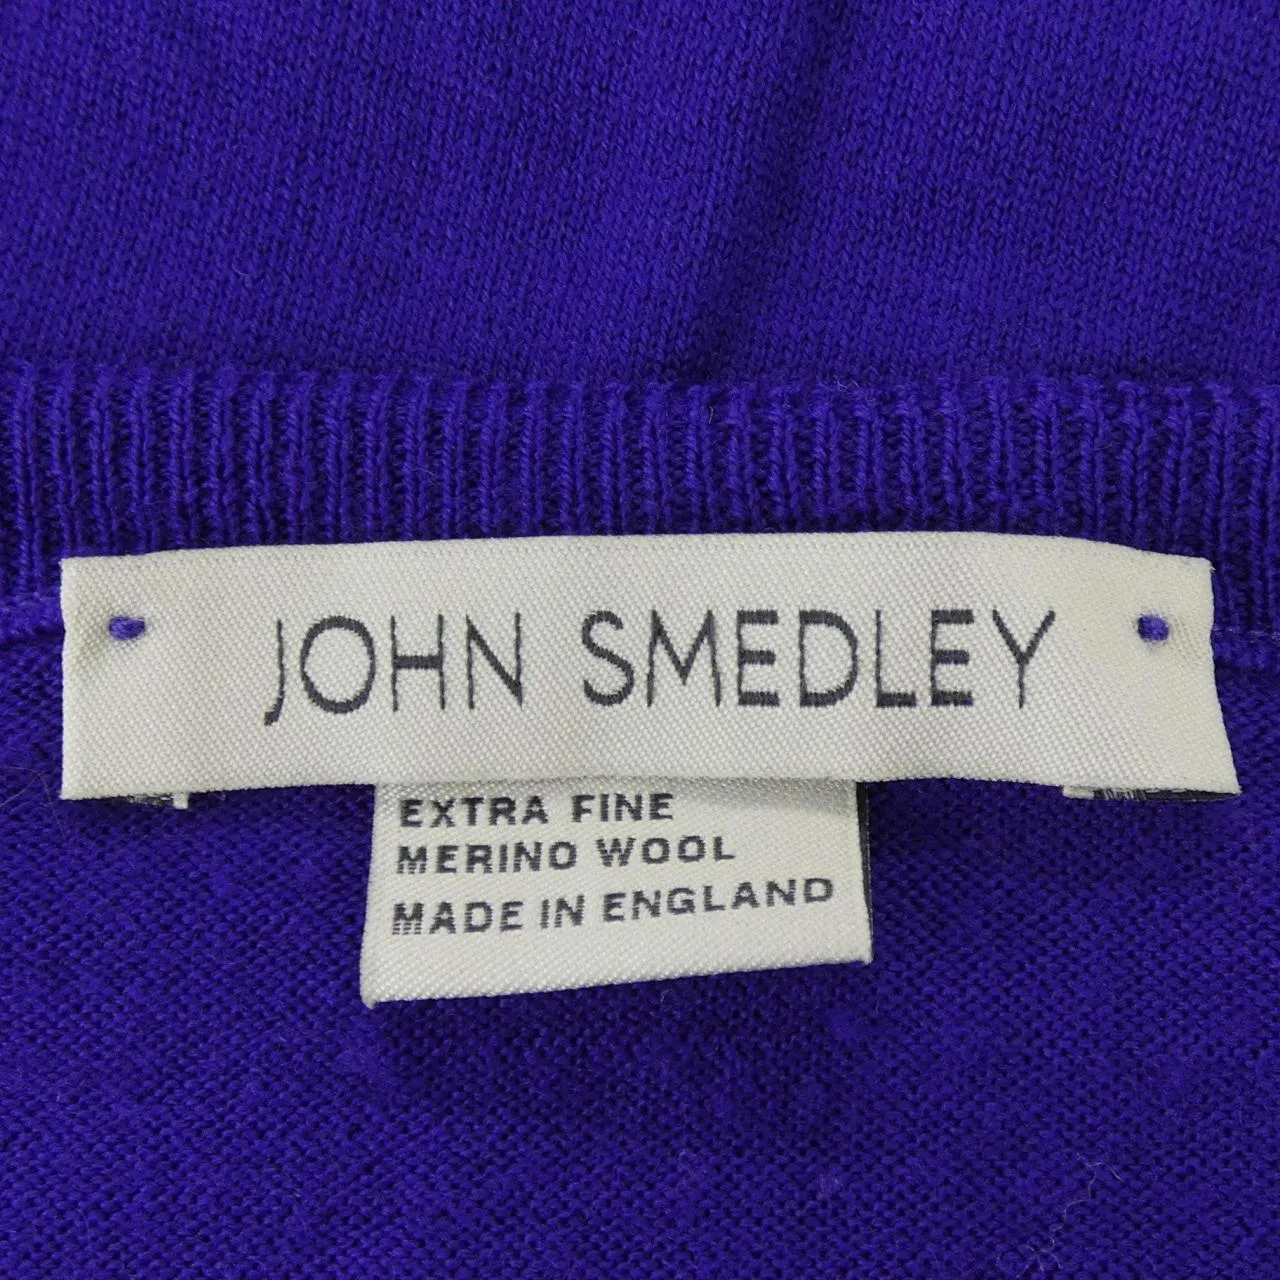 JOHN SMEDLEY
EXTRA FINE
MERINO WOOL
MADE IN ENGLAND